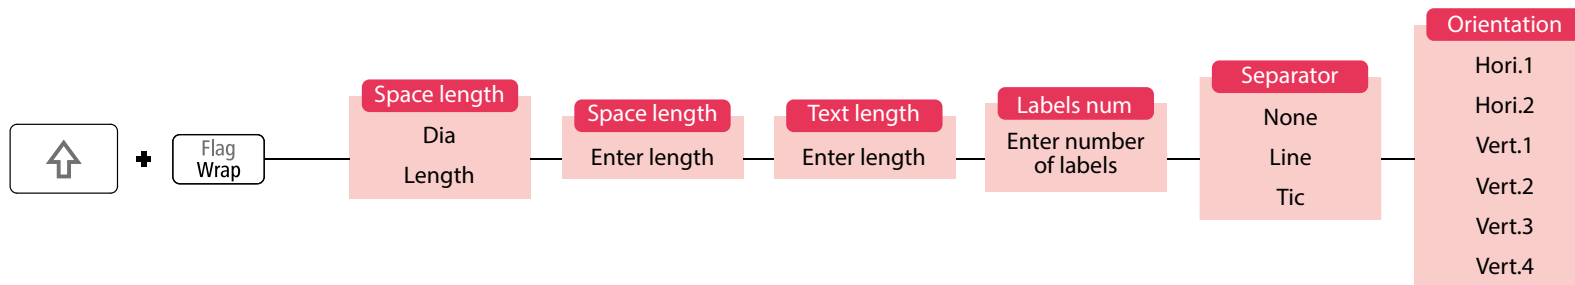 Flag
Wrap
Space length
Dia
Length
Space length
Enter length
Text length
Enter length
Labels num
Enter number
of labels
Separator
None
Line
Tic
Orientation
Hori.1
Hori.2
Vert.1
Vert.2
Vert.3
Vert.4